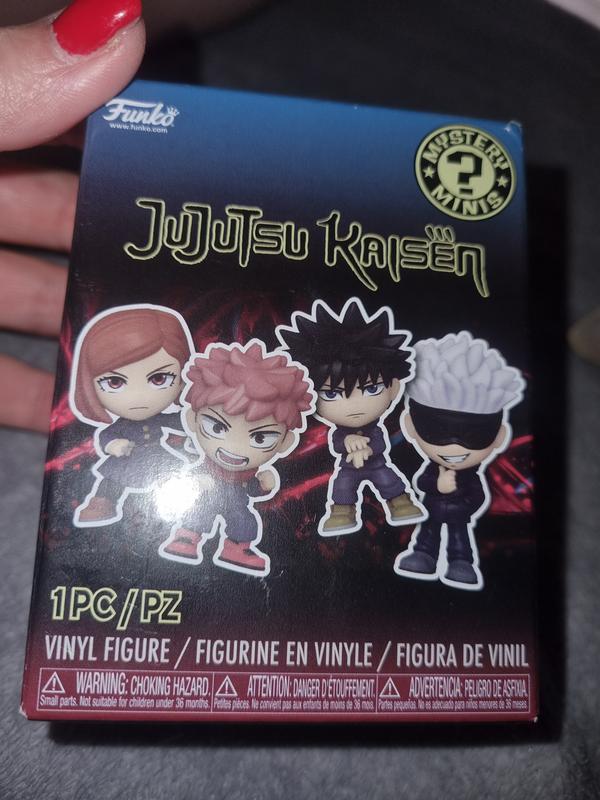 Funko
www.funko.com
MYSTERY
?
MINIS
JUJUTSU KAISEN
1PC/PZ
VINYL FIGURE / FIGURINE EN VINYLE / FIGURA DE VINIL
WARNING: CHOKING HAZARD.
Small parts. Not suitable for children under 36 months.
ATTENTION: DANGER D'ÉTOUFFEMENT.
Petites pièces. Ne convient pas aux enfants de moins de 36 mois.
ADVERTENCIA: PELIGRO DE ASFIXIA.
Partes pequeñas. No es adecuado para niños menores de 36 meses.